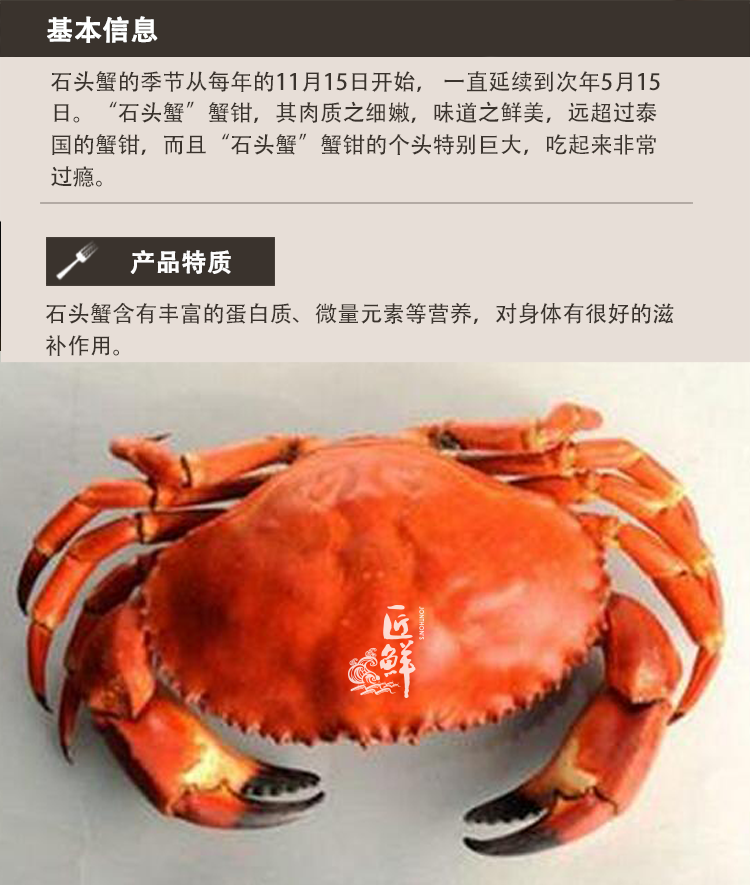 基本信息
石头蟹的季节从每年的11月15日开始， 一直延续到次年5月15
日。“石头蟹”蟹钳，其肉质之细嫩，味道之鲜美，远超过泰
国的蟹钳，而且“石头蟹”蟹钳的个头特别巨大，吃起来非常
过瘾。
产品特质
石头蟹含有丰富的蛋白质、微量元素等营养，对身体有很好的滋
补作用。
匠鲜